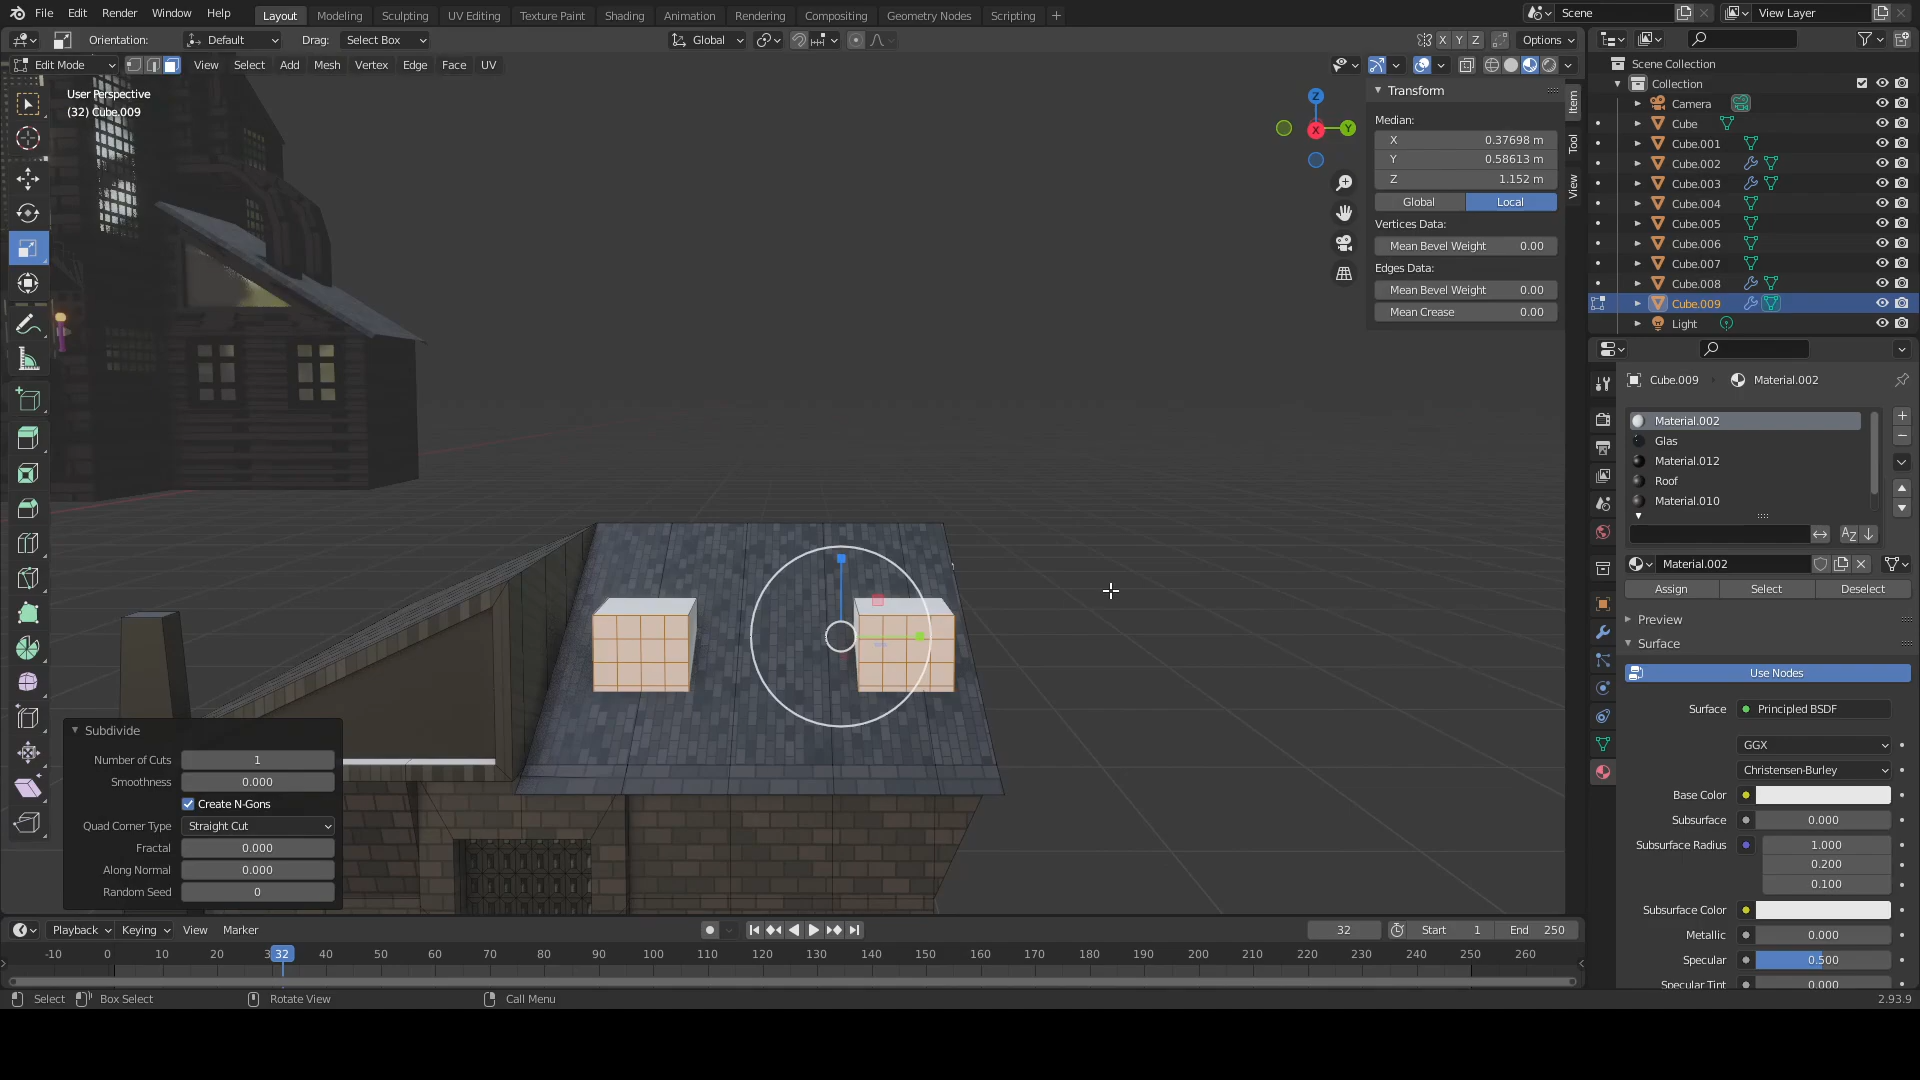 File Edit Render Window Help Layout Modeling Sculpting UV Editing Texture Paint Shading Animation Rendering Compositing Geometry Nodes Scripting + Scene View Layer
Orientation: Default Drag: Select Box Global X Y Z Options
Edit Mode View Select Add Mesh Vertex Edge Face UV
User Perspective
(32) Cube.009
Z
X
Y
Transform
Median:
X 0.37698 m
Y 0.58613 m
Z 1.152 m
Global Local
Vertices Data:
Mean Bevel Weight 0.00
Edges Data:
Mean Bevel Weight 0.00
Mean Crease 0.00
Item
Tool
View
Scene Collection
Collection
Camera
Cube
Cube.001
Cube.002
Cube.003
Cube.004
Cube.005
Cube.006
Cube.007
Cube.008
Cube.009
Light
Cube.009 Material.002
Material.002
Glas
Material.012
Roof
Material.010
Material.002
Assign Select Deselect
Preview
Surface
Use Nodes
Surface Principled BSDF
GGX
Christensen-Burley
Base Color
Subsurface 0.000
Subsurface Radius 1.000
0.200
0.100
Subsurface Color
Metallic 0.000
Specular 0.500
Specular Tint 0.000
Subdivide
Number of Cuts 1
Smoothness 0.000
Create N-Gons
Quad Corner Type Straight Cut
Fractal 0.000
Along Normal 0.000
Random Seed 0
Playback Keying View Marker 32 Start 1 End 250
-10 0 10 20 3 32 40 50 60 70 80 90 100 110 120 130 140 150 160 170 180 190 200 210 220 230 240 250 260
Select Box Select Rotate View Call Menu 2.93.9